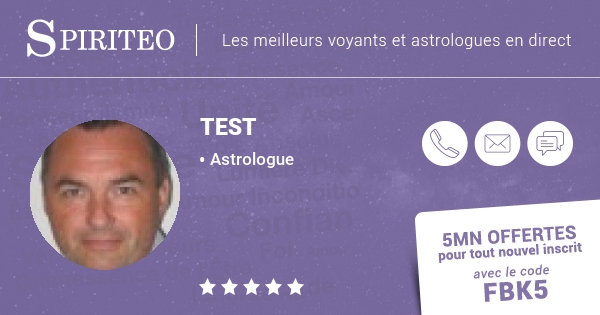 SPIRITEO
Les meilleurs voyants et astrologues en direct
TEST
• Astrologue
5MN OFFERTES
pour tout nouvel inscrit
avec le code
FBK5